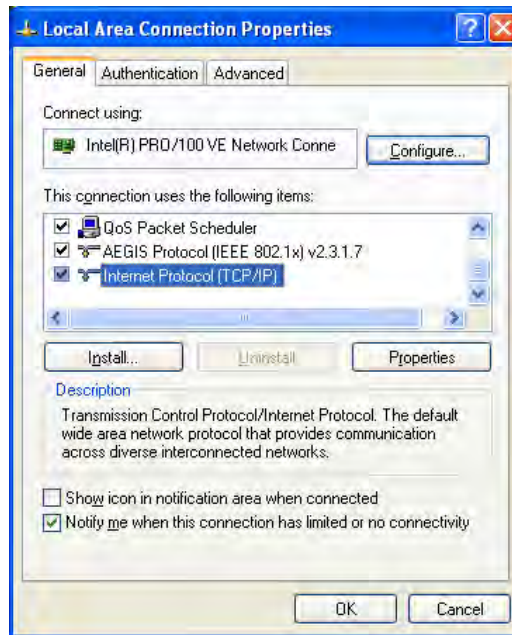 Local Area Connection Properties
General Authentication Advanced
Connect using:
Intel(R) PRO/100 VE Network Conne
Configure...
This connection uses the following items:
QoS Packet Scheduler
AEGIS Protocol (IEEE 802.1x) v2.3.1.7
Internet Protocol (TCP/IP)
Install... Uninstall Properties
Description
Transmission Control Protocol/Internet Protocol. The default
wide area network protocol that provides communication
across diverse interconnected networks.
Show icon in notification area when connected
Notify me when this connection has limited or no connectivity
OK Cancel